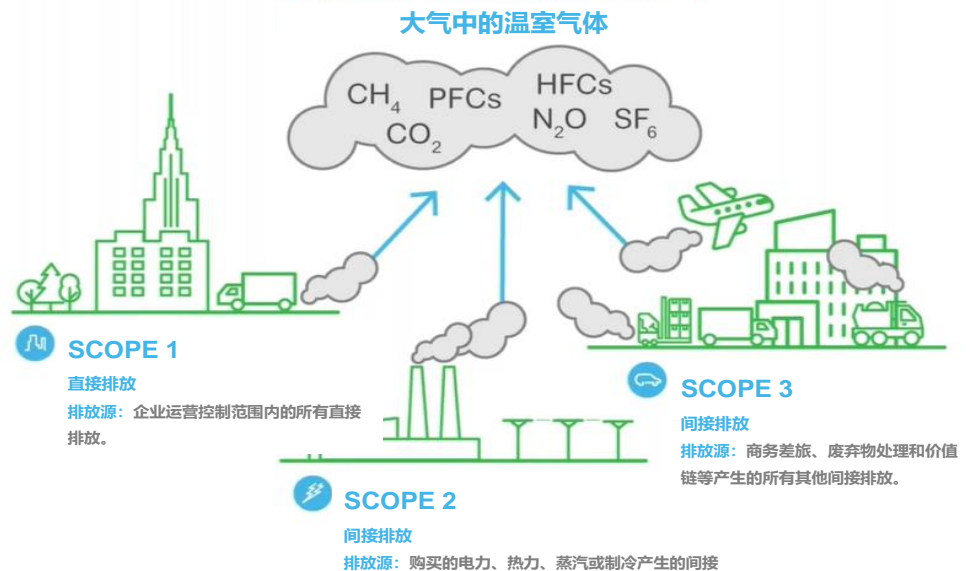 大气中的温室气体
CH₄ PFCs HFCs
CO₂ N₂O SF₆
SCOPE 1
直接排放
排放源：企业运营控制范围内的所有直接
排放。
SCOPE 2
间接排放
排放源：购买的电力、热力、蒸汽或制冷产生的间接
SCOPE 3
间接排放
排放源：商务差旅、废弃物处理和价值
链等产生的所有其他间接排放。